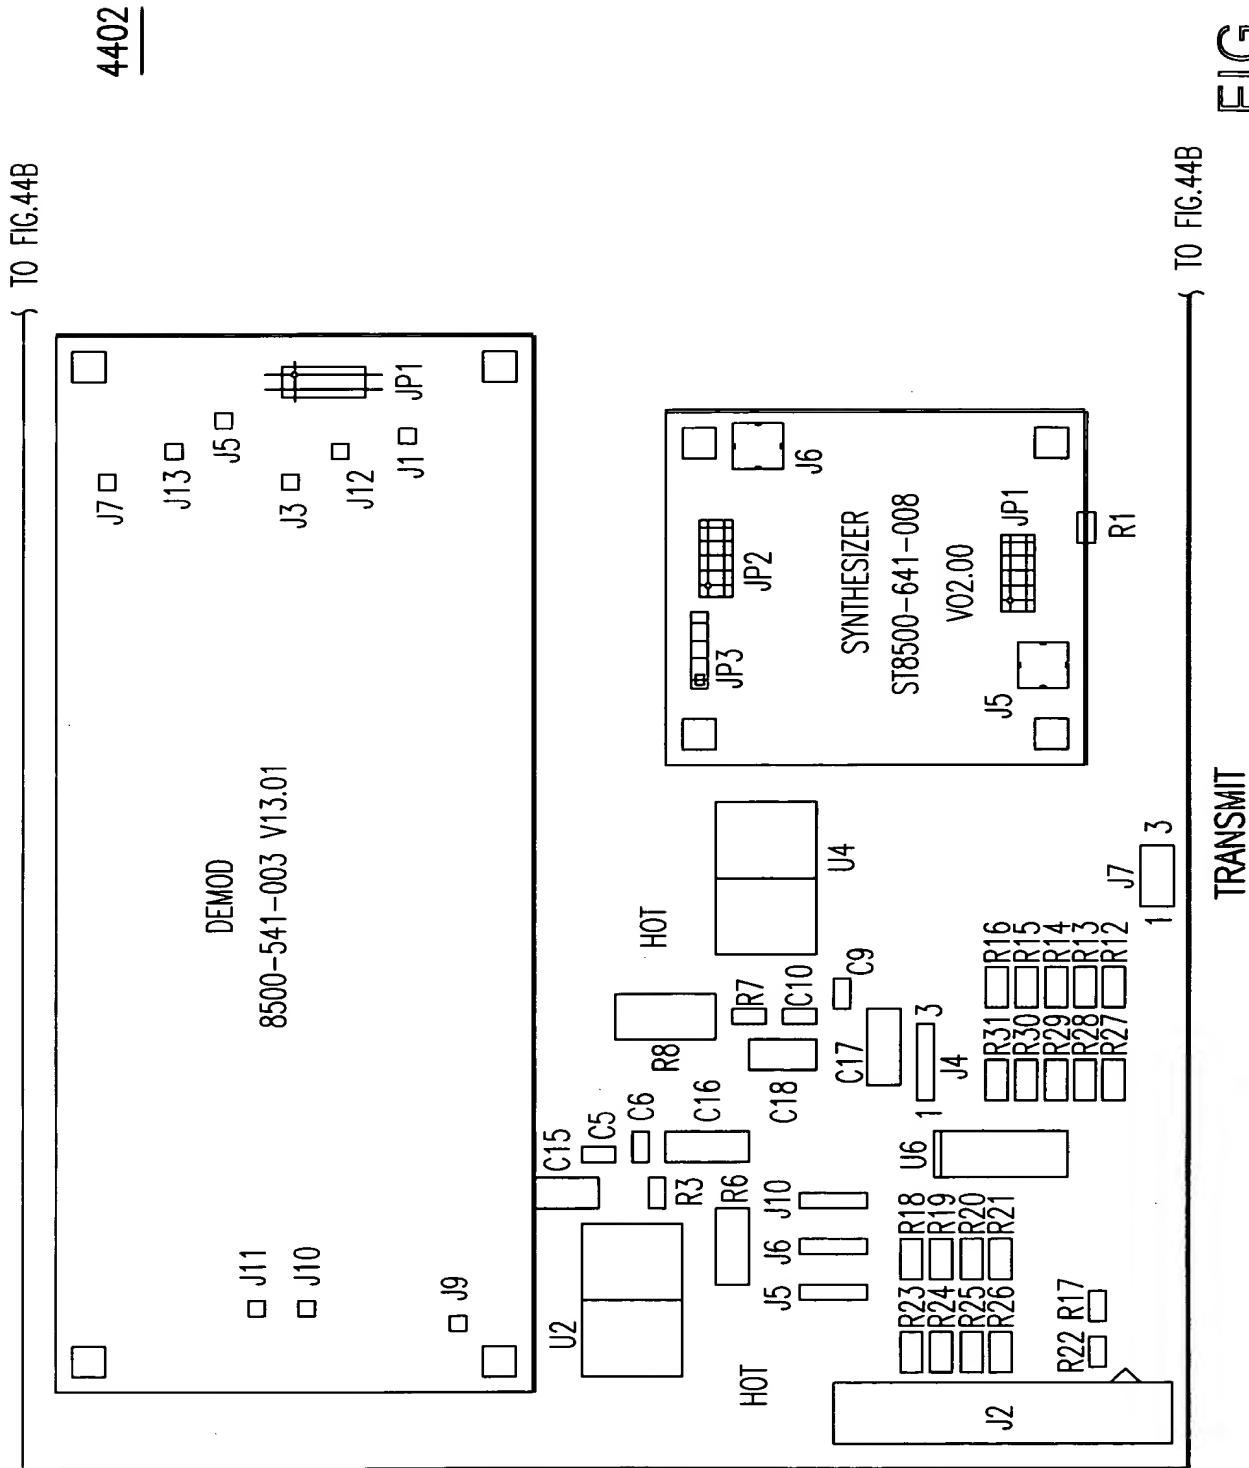 4402
TO FIG.44B
J7
J13
J5
J3
J12
J1
JP1
DEMOD
8500-541-003 V13.01
J11
J10
J9
J6
JP2
JP3
SYNTHESIZER
ST8500-641-008
V02.00
JP1
J5
R1
HOT
U4
R8
R7
C10
C9
C18
C17
1 J4 3
C15
C5
C6
C16
R3
R6
U2
HOT
J10
J6
J5
U6
R31 R16
R30 R15
R29 R14
R28 R13
R27 R12
R23 R18
R24 R19
R25 R20
R26 R21
R22 R17
J2
1 J7 3
TO FIG.44B
TRANSMIT
FIG